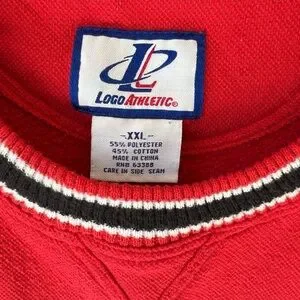 LOGO ATHLETIC®
-XXL-
55% POLYESTER
45% COTTON
MADE IN CHINA
RN# 63388
CARE IN SIDE SEAM